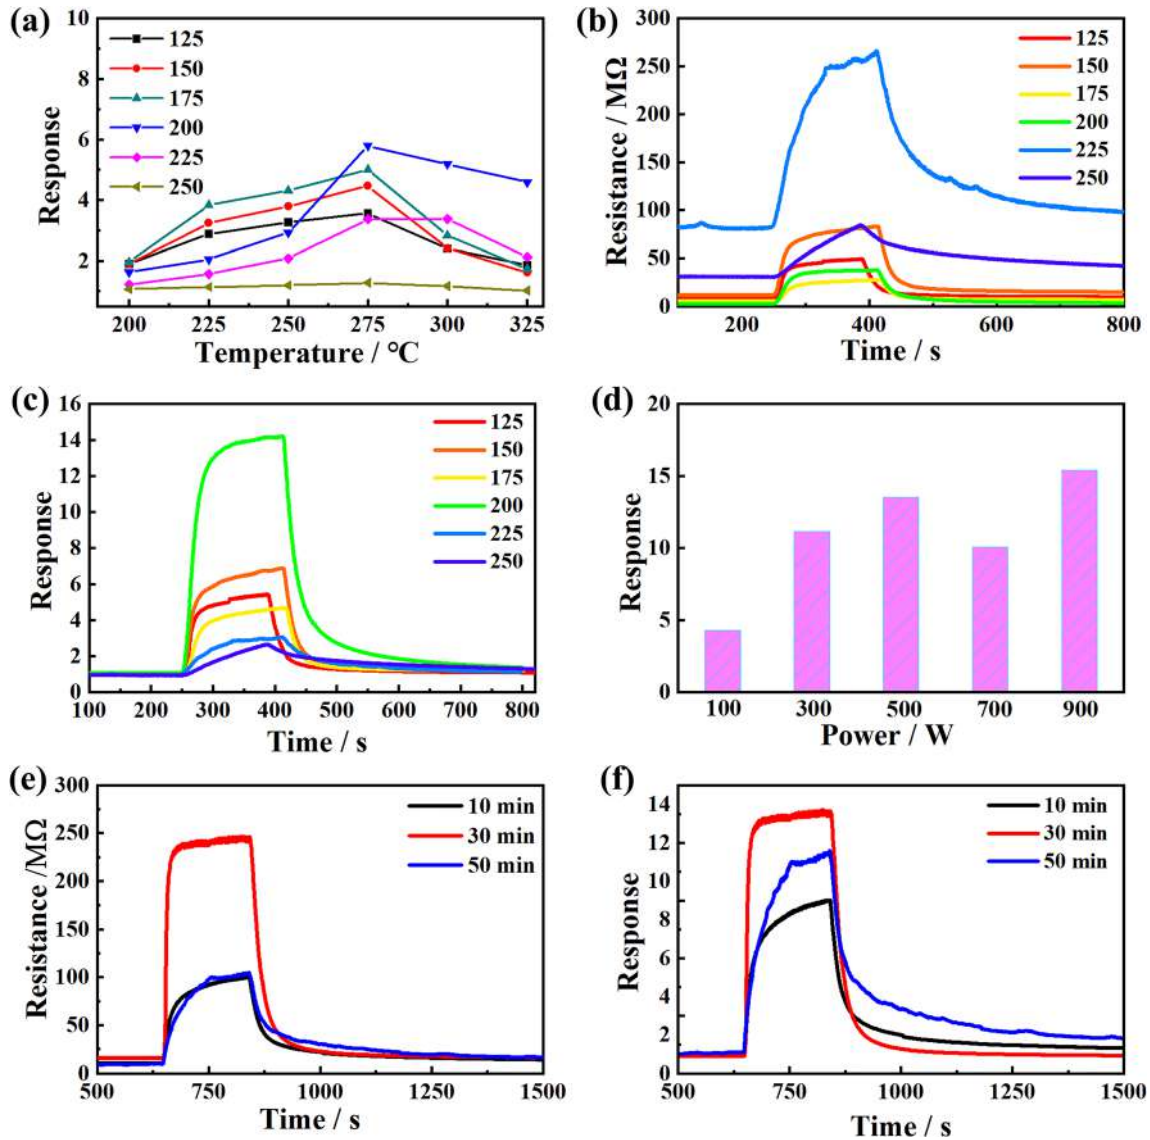 (a)
10
8
6
4
2
Response
125
150
175
200
225
250
200 225 250 275 300 325
Temperature / °C
(b)
300
250
200
150
100
50
0
Resistance / MΩ
125
150
175
200
225
250
200 400 600 800
Time / s
(c)
16
14
12
10
8
6
4
2
0
Response
125
150
175
200
225
250
100 200 300 400 500 600 700 800
Time / s
(d)
20
15
10
5
0
Response
100 300 500 700 900
Power / W
(e)
300
250
200
150
100
50
0
Resistance /MΩ
10 min
30 min
50 min
500 750 1000 1250 1500
Time / s
(f)
14
12
10
8
6
4
2
0
Response
10 min
30 min
50 min
500 750 1000 1250 1500
Time / s